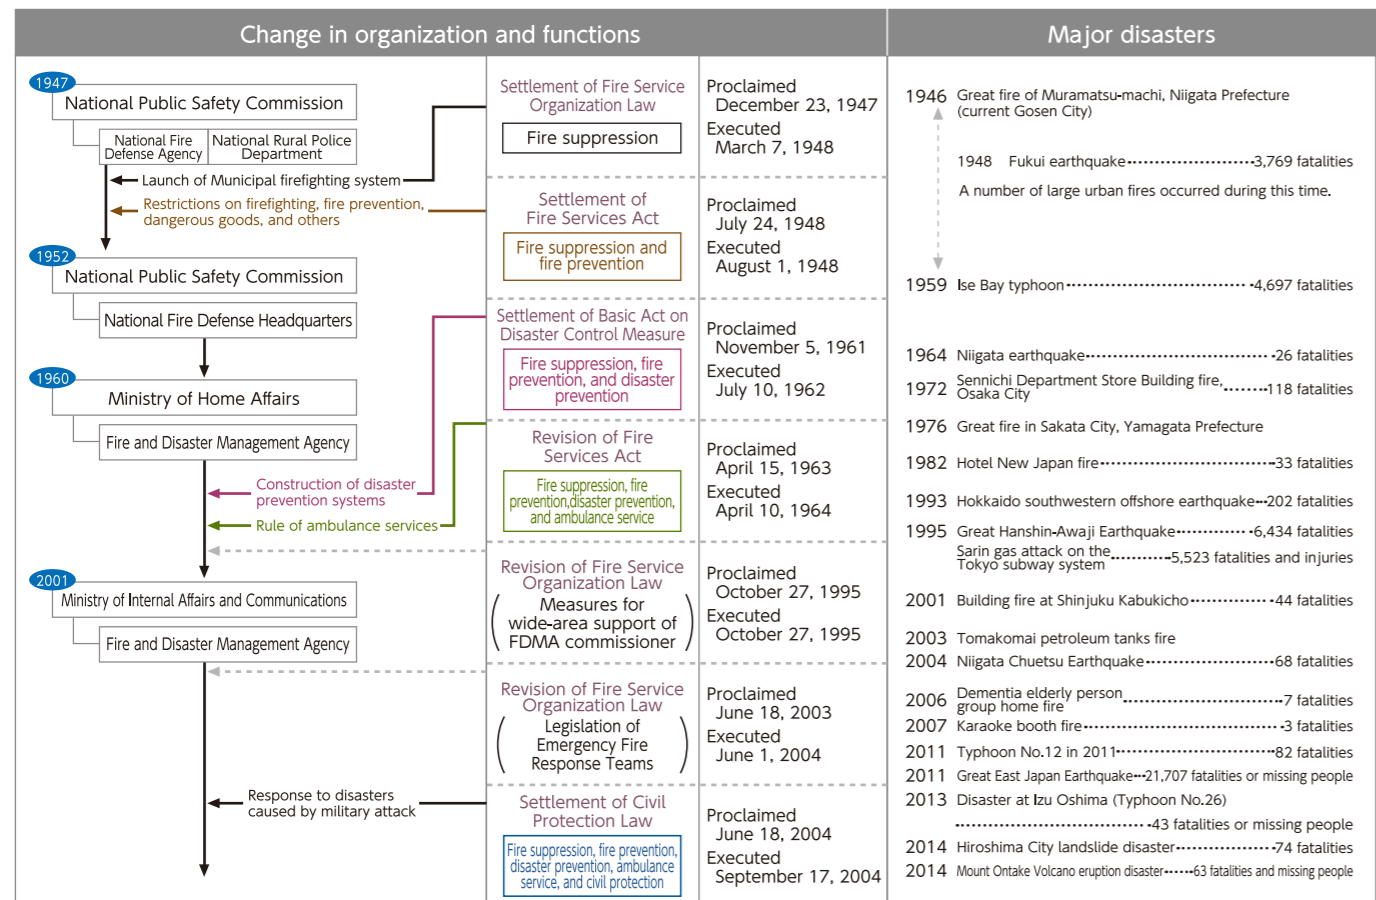 Change in organization and functions
Major disasters
1947
National Public Safety Commission
National Fire
Defense Agency
National Rural Police
Department
Launch of Municipal firefighting system
Restrictions on firefighting, fire prevention,
dangerous goods, and others
1952
National Public Safety Commission
National Fire Defense Headquarters
1960
Ministry of Home Affairs
Fire and Disaster Management Agency
Construction of disaster
prevention systems
Rule of ambulance services
2001
Ministry of Internal Affairs and Communications
Fire and Disaster Management Agency
Response to disasters
caused by military attack
Settlement of Fire Service
Organization Law
Fire suppression
Proclaimed
December 23, 1947
Executed
March 7, 1948
Settlement of
Fire Services Act
Fire suppression and
fire prevention
Proclaimed
July 24, 1948
Executed
August 1, 1948
Settlement of Basic Act on
Disaster Control Measure
Fire suppression, fire
prevention, and disaster
prevention
Proclaimed
November 5, 1961
Executed
July 10, 1962
Revision of Fire
Services Act
Fire suppression, fire
prevention,disaster prevention,
and ambulance service
Proclaimed
April 15, 1963
Executed
April 10, 1964
Revision of Fire Service
Organization Law
Measures for
wide-area support of
FDMA commissioner
Proclaimed
October 27, 1995
Executed
October 27, 1995
Revision of Fire Service
Organization Law
Legislation of
Emergency Fire
Response Teams
Proclaimed
June 18, 2003
Executed
June 1, 2004
Settlement of Civil
Protection Law
Fire suppression, fire prevention,
disaster prevention, ambulance
service, and civil protection
Proclaimed
June 18, 2004
Executed
September 17, 2004
1946 Great fire of Muramatsu-machi, Niigata Prefecture
(current Gosen City)
1948 Fukui earthquake 3,769 fatalities
A number of large urban fires occurred during this time.
1959 Ise Bay typhoon 4,697 fatalities
1964 Niigata earthquake 26 fatalities
1972 Sennichi Department Store Building fire,
Osaka City 118 fatalities
1976 Great fire in Sakata City, Yamagata Prefecture
1982 Hotel New Japan fire 33 fatalities
1993 Hokkaido southwestern offshore earthquake 202 fatalities
1995 Great Hanshin-Awaji Earthquake 6,434 fatalities
Sarin gas attack on the
Tokyo subway system 5,523 fatalities and injuries
2001 Building fire at Shinjuku Kabukicho 44 fatalities
2003 Tomakomai petroleum tanks fire
2004 Niigata Chuetsu Earthquake 68 fatalities
2006 Dementia elderly person
group home fire 7 fatalities
2007 Karaoke booth fire 3 fatalities
2011 Typhoon No.12 in 2011 82 fatalities
2011 Great East Japan Earthquake 21,707 fatalities or missing people
2013 Disaster at Izu Oshima (Typhoon No.26)
43 fatalities or missing people
2014 Hiroshima City landslide disaster 74 fatalities
2014 Mount Ontake Volcano eruption disaster 63 fatalities and missing people